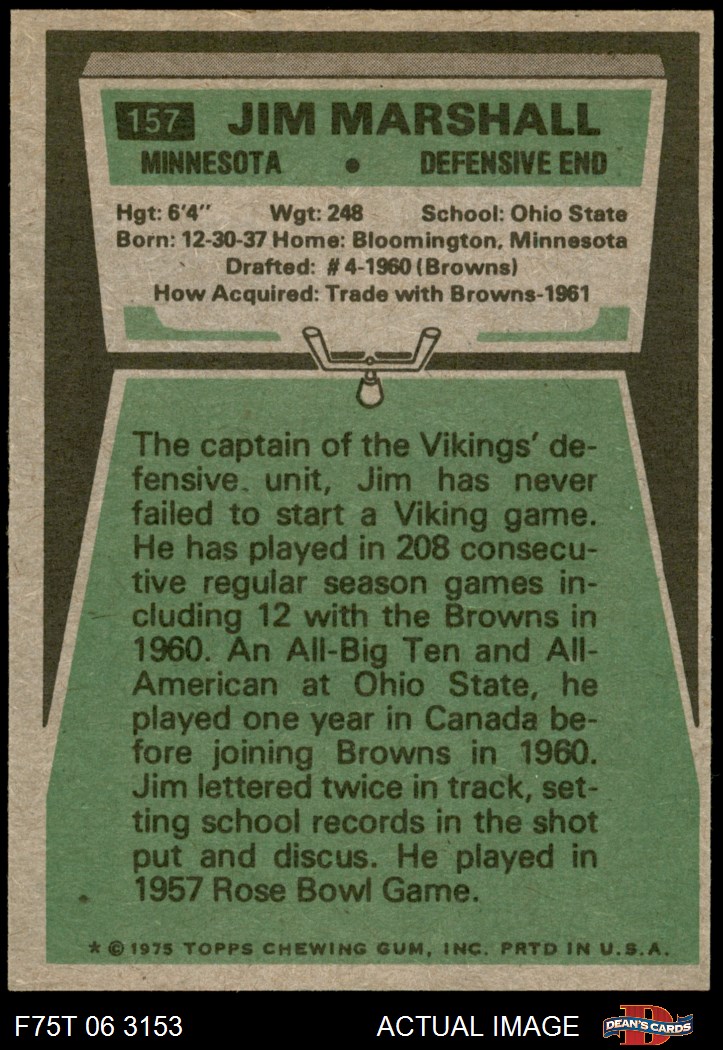 157 JIM MARSHALL
MINNESOTA • DEFENSIVE END
Hgt: 6'4" Wgt: 248 School: Ohio State
Born: 12-30-37 Home: Bloomington, Minnesota
Drafted: #4-1960 (Browns)
How Acquired: Trade with Browns-1961
The captain of the Vikings' de-
fensive unit, Jim has never
failed to start a Viking game.
He has played in 208 consecu-
tive regular season games in-
cluding 12 with the Browns in
1960. An All-Big Ten and All-
American at Ohio State, he
played one year in Canada be-
fore joining Browns in 1960.
Jim lettered twice in track, set-
ting school records in the shot
put and discus. He played in
1957 Rose Bowl Game.
* © 1975 TOPPS CHEWING GUM, INC. PRTD IN U.S.A.
F75T 06 3153 ACTUAL IMAGE DEAN'S CARDS